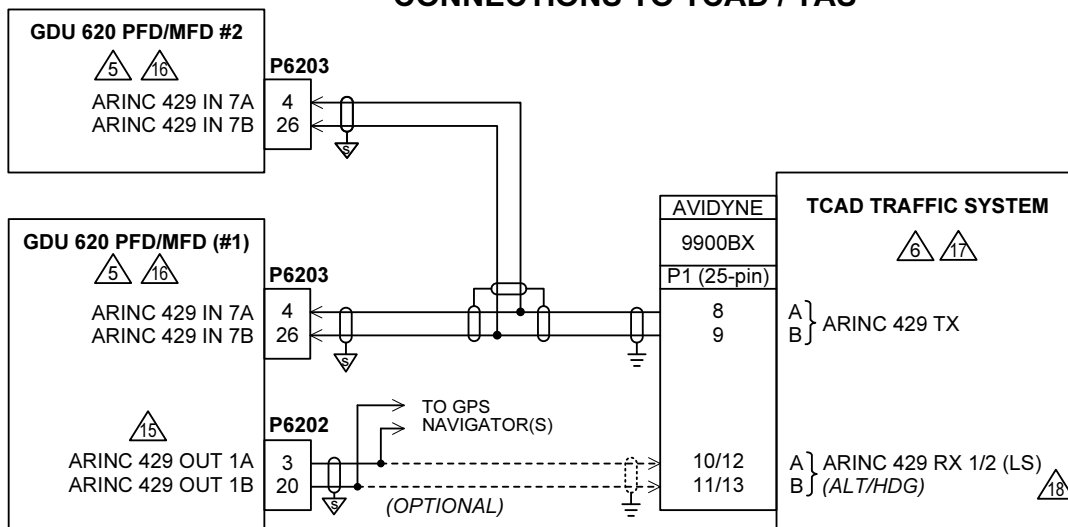 CONNECTIONS TO TCAD / TAS
GDU 620 PFD/MFD #2
5 16
P6203
ARINC 429 IN 7A 4
ARINC 429 IN 7B 26
S
GDU 620 PFD/MFD (#1)
5 16
P6203
ARINC 429 IN 7A 4
ARINC 429 IN 7B 26
S
15
P6202
ARINC 429 OUT 1A 3
ARINC 429 OUT 1B 20
S
TO GPS
NAVIGATOR(S)
(OPTIONAL)
AVIDYNE
9900BX
P1 (25-pin)
8
9
10/12
11/13
TCAD TRAFFIC SYSTEM
6 17
A
B
ARINC 429 TX
A
B
ARINC 429 RX 1/2 (LS)
(ALT/HDG)
18